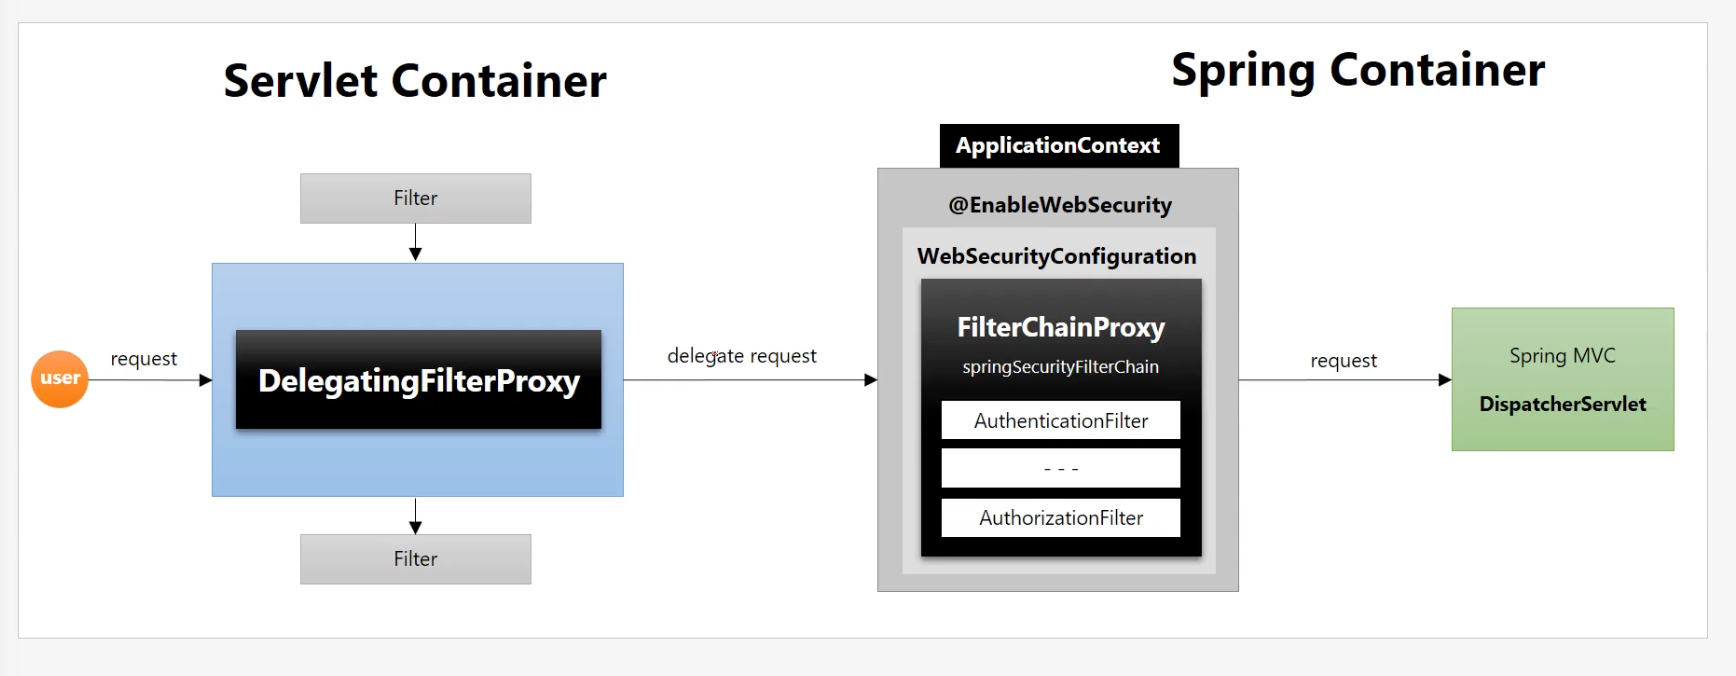 Servlet Container
Spring Container
Filter
user
request
DelegatingFilterProxy
Filter
delegate request
ApplicationContext
@EnableWebSecurity
WebSecurityConfiguration
FilterChainProxy
springSecurityFilterChain
AuthenticationFilter
- - -
AuthorizationFilter
request
Spring MVC
DispatcherServlet